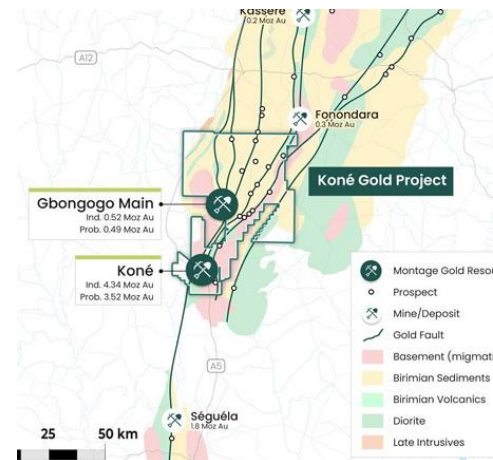 Kassere
0.2 Moz Au
A12
Fonondara
0.3 Moz Au
Koné Gold Project
Gbongogo Main
Ind. 0.52 Moz Au
Prob. 0.49 Moz Au
Koné
Ind. 4.34 Moz Au
Prob. 3.52 Moz Au
A5
Séguéla
1.8 Moz Au
25 50 km
Montage Gold Resou
Prospect
Mine/Deposit
Gold Fault
Basement (migmati
Birimian Sediments
Birimian Volcanics
Diorite
Late Intrusives